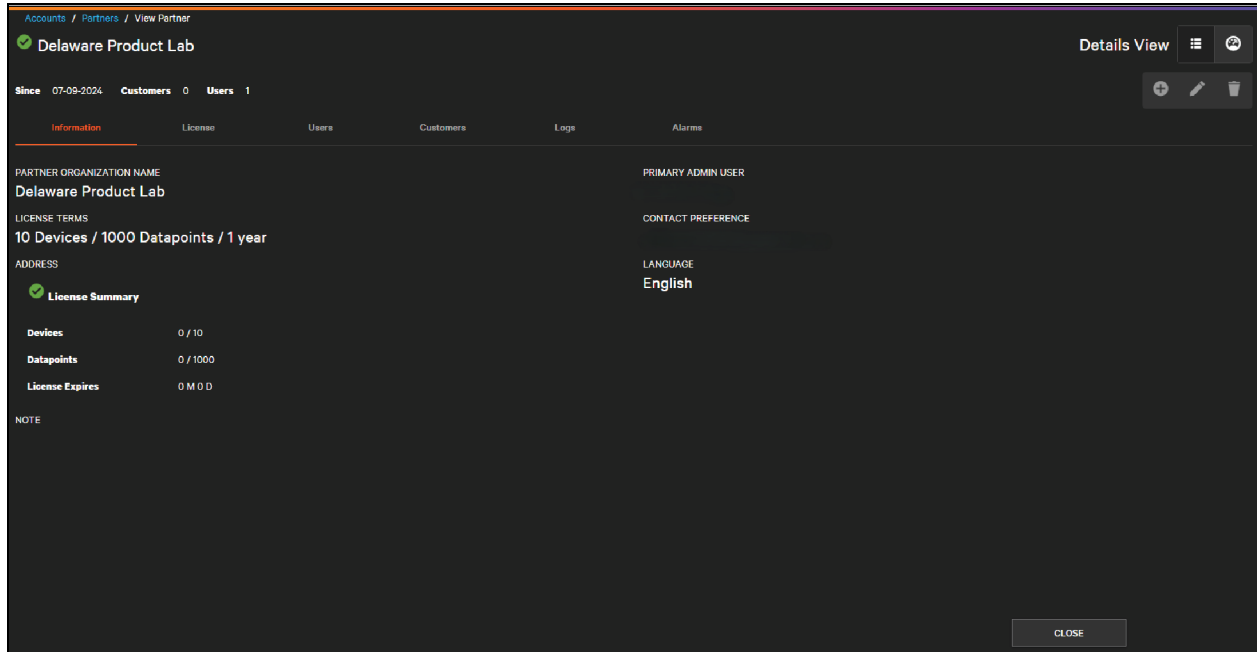 Accounts / Partners / View Partner
Delaware Product Lab
Details View
Since 07-09-2024 Customers 0 Users 1
Information License Users Customers Logs Alarms
PARTNER ORGANIZATION NAME
Delaware Product Lab
PRIMARY ADMIN USER
LICENSE TERMS
10 Devices / 1000 Datapoints / 1 year
CONTACT PREFERENCE
ADDRESS
LANGUAGE
English
License Summary
Devices 0 / 10
Datapoints 0 / 1000
License Expires 0 M 0 D
NOTE
CLOSE